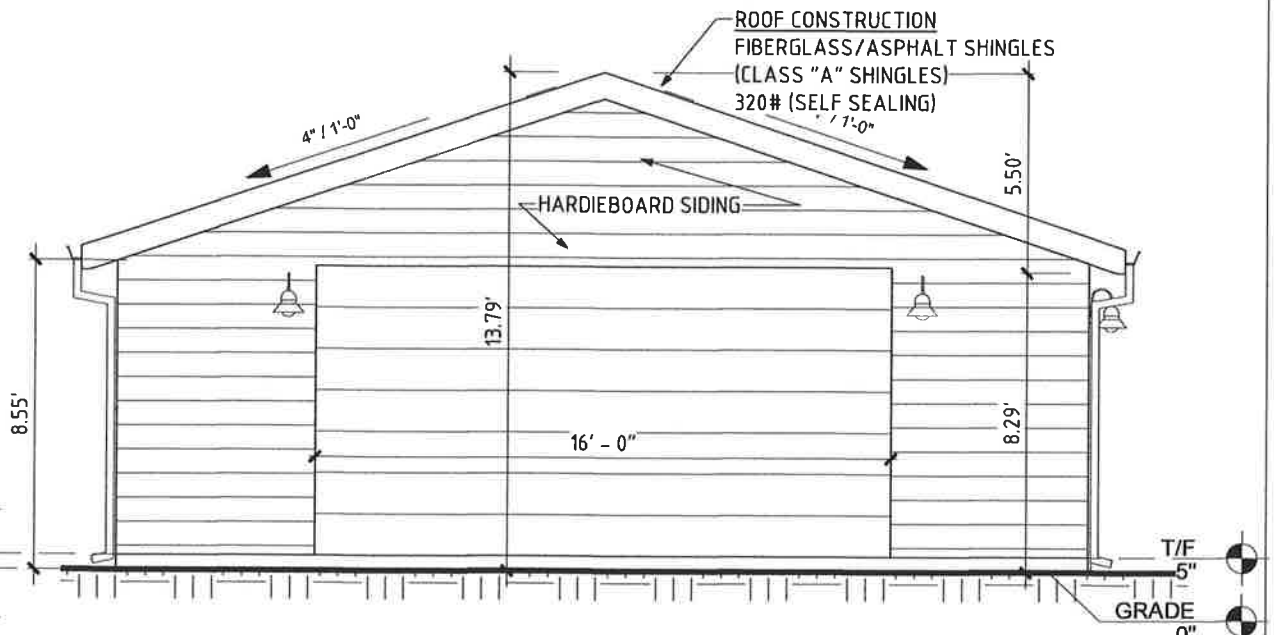 ROOF CONSTRUCTION
FIBERGLASS/ASPHALT SHINGLES
(CLASS "A" SHINGLES)
320# (SELF SEALING)
4" / 1'-0"
/ 1'-0"
5.50'
HARDIEBOARD SIDING
13.79'
8.55'
16' - 0"
8.29'
T/F
5"
GRADE
0"